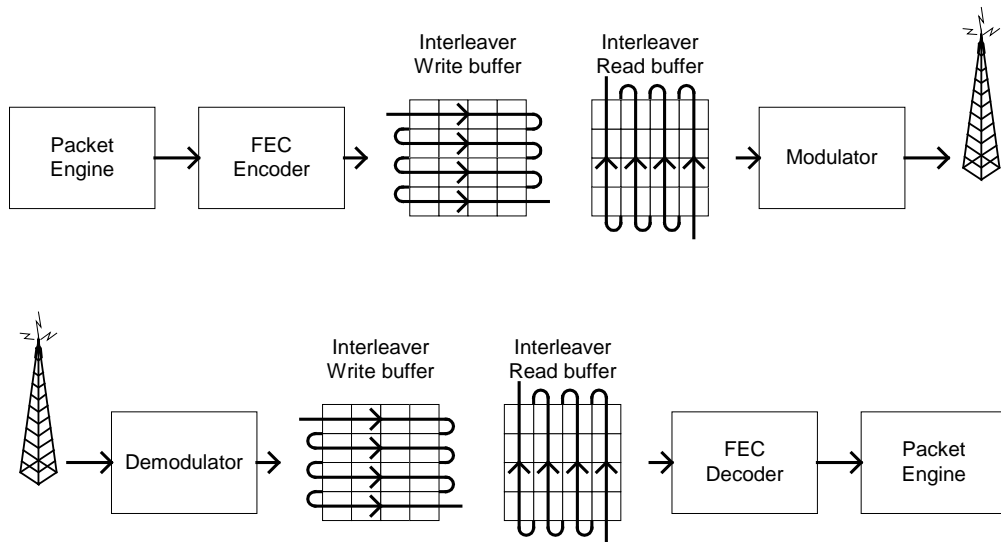 Interleaver
Write buffer
Interleaver
Read buffer
Packet
Engine
FEC
Encoder
Modulator
Interleaver
Write buffer
Interleaver
Read buffer
Demodulator
FEC
Decoder
Packet
Engine